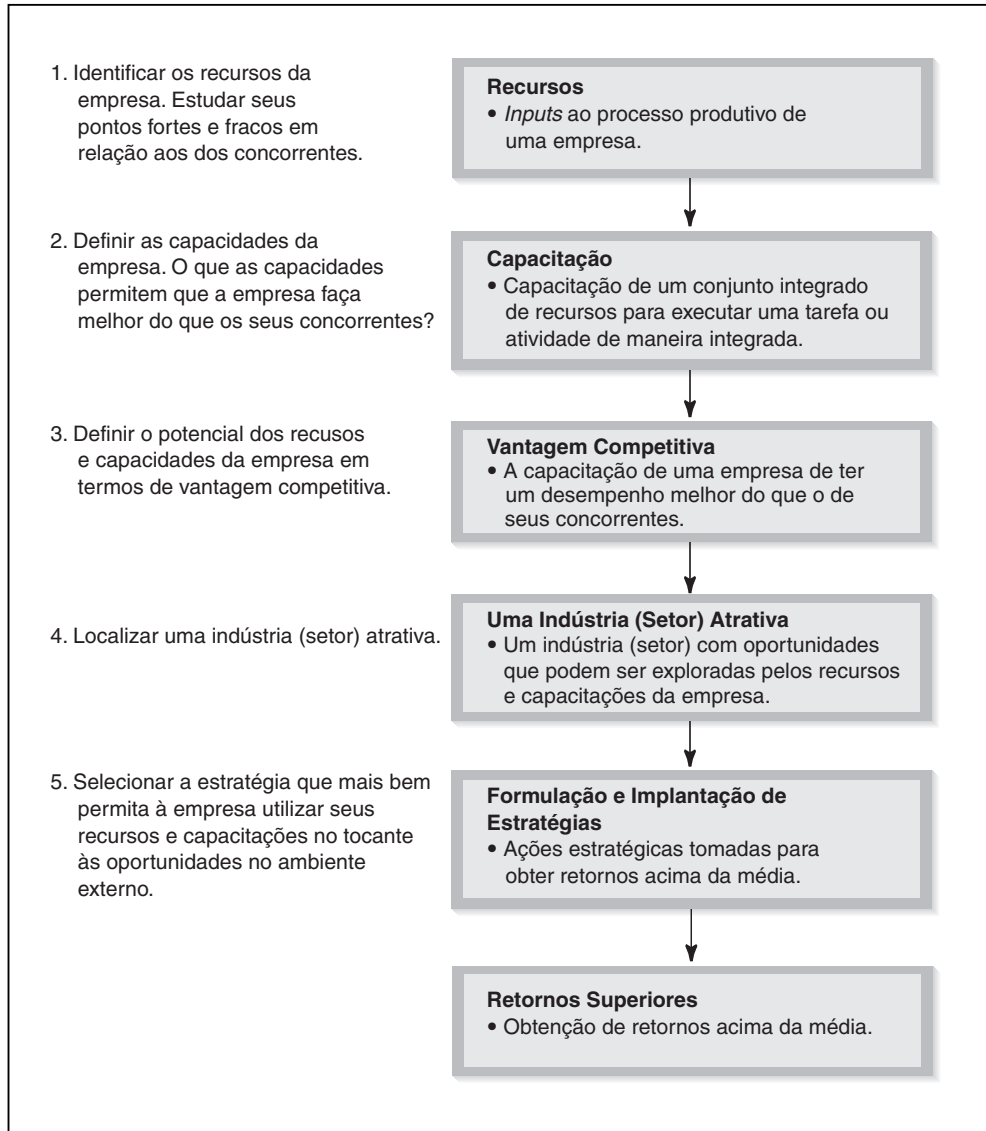 1. Identificar os recursos da
empresa. Estudar seus
pontos fortes e fracos em
relação aos dos concorrentes.
Recursos
• Inputs ao processo produtivo de
uma empresa.
2. Definir as capacidades da
empresa. O que as capacidades
permitem que a empresa faça
melhor do que os seus concorrentes?
Capacitação
• Capacitação de um conjunto integrado
de recursos para executar uma tarefa ou
atividade de maneira integrada.
3. Definir o potencial dos recusos
e capacidades da empresa em
termos de vantagem competitiva.
Vantagem Competitiva
• A capacitação de uma empresa de ter
um desempenho melhor do que o de
seus concorrentes.
4. Localizar uma indústria (setor) atrativa.
Uma Indústria (Setor) Atrativa
• Um indústria (setor) com oportunidades
que podem ser exploradas pelos recursos
e capacitações da empresa.
5. Selecionar a estratégia que mais bem
permita à empresa utilizar seus
recursos e capacitações no tocante
às oportunidades no ambiente
externo.
Formulação e Implantação de
Estratégias
• Ações estratégicas tomadas para
obter retornos acima da média.
Retornos Superiores
• Obtenção de retornos acima da média.